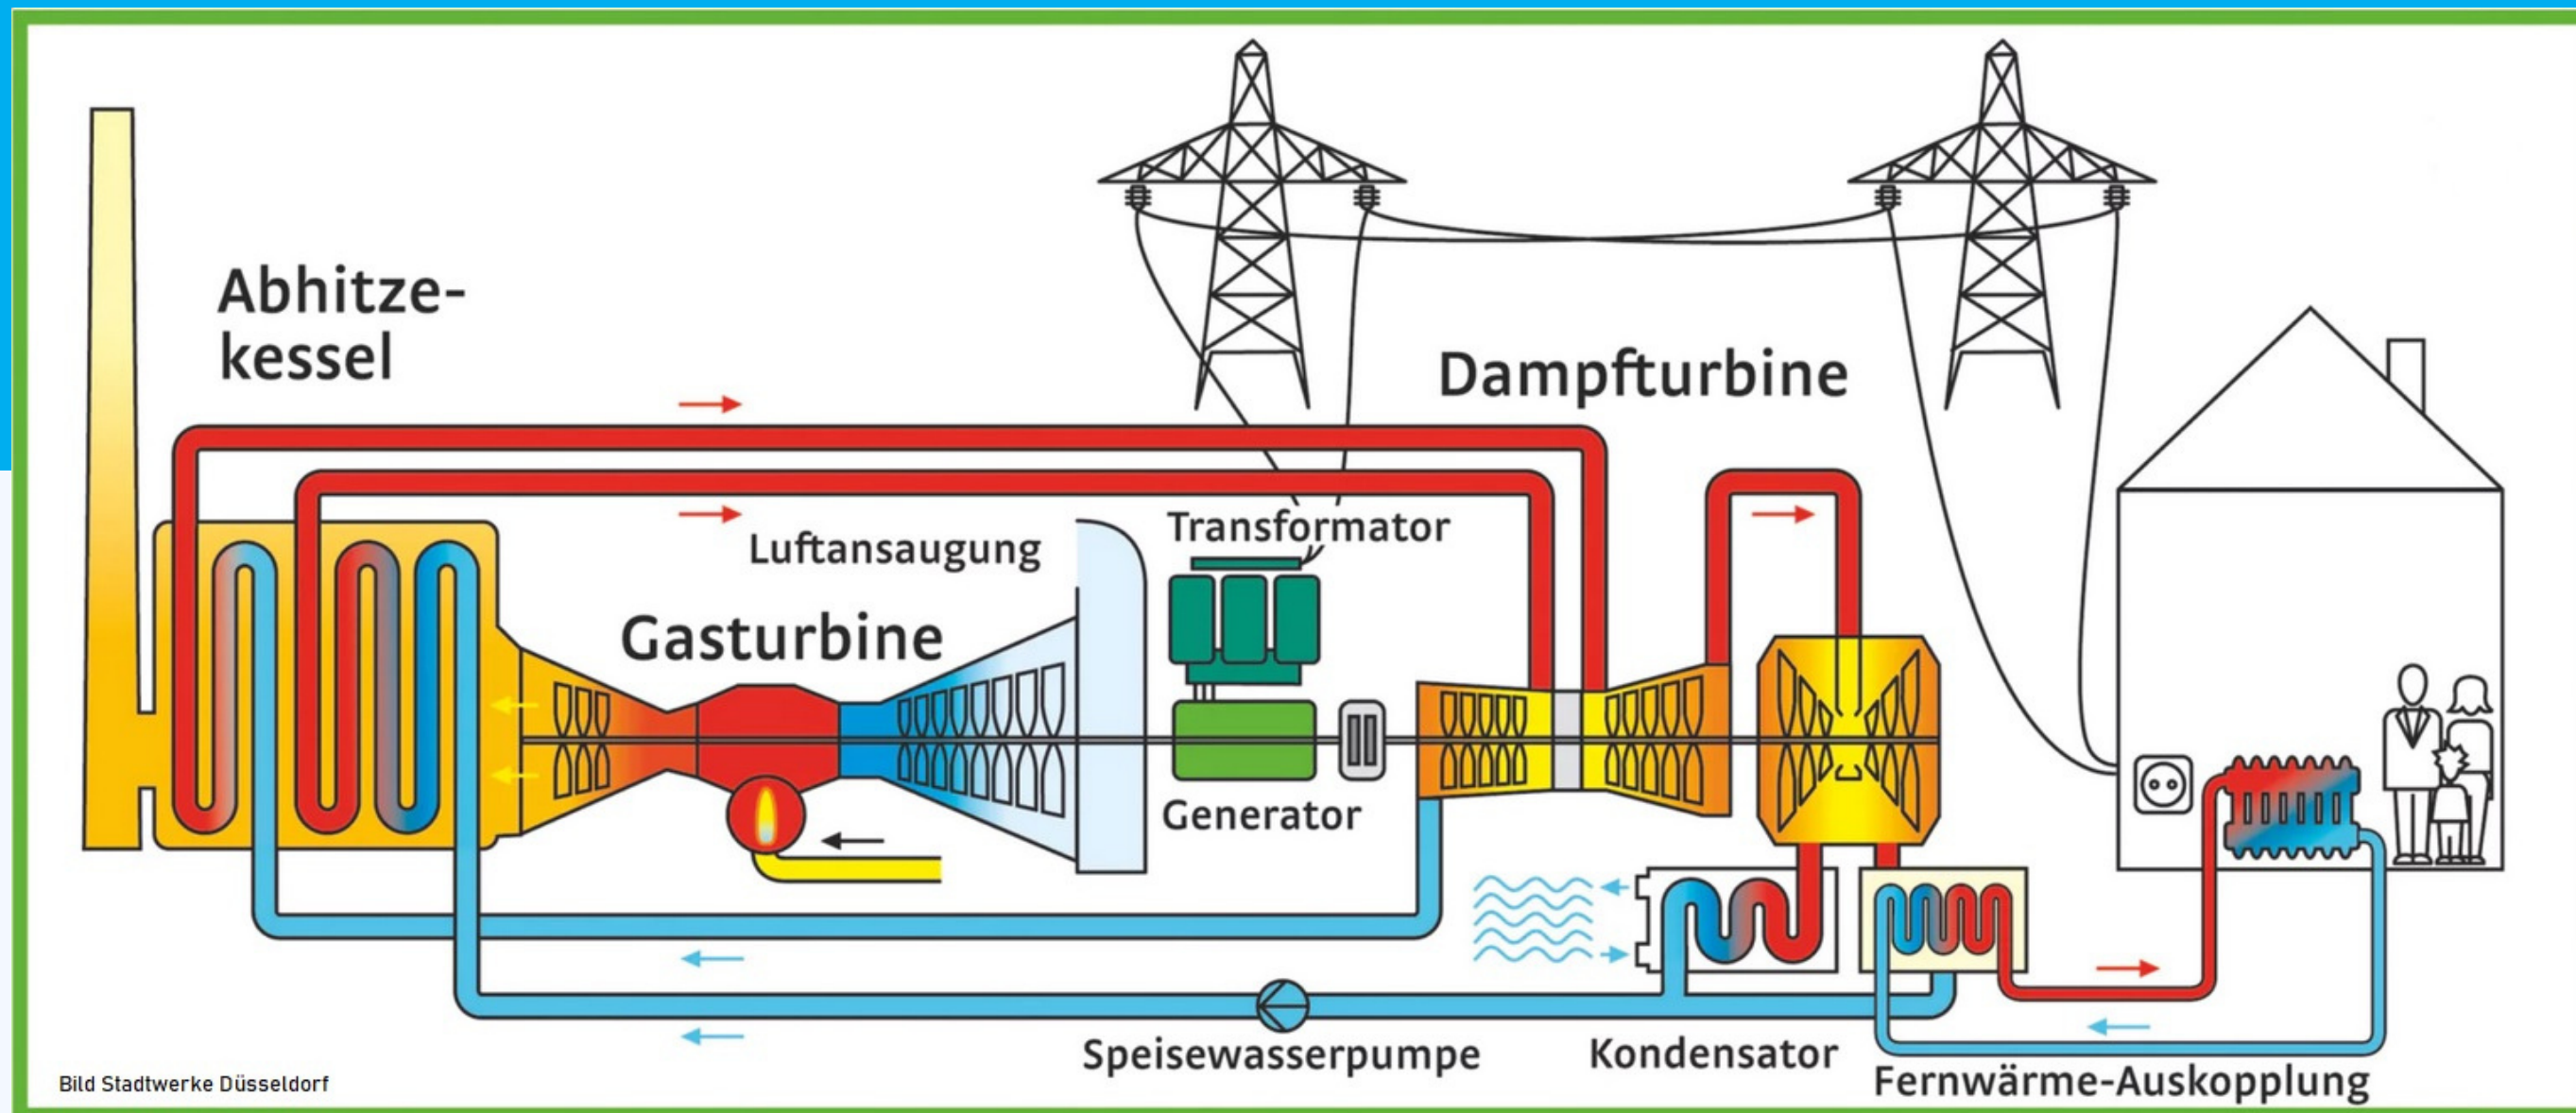 Abhitze-
kessel
Dampfturbine
Luftansaugung
Transformator
Gasturbine
Generator
Speisewasserpumpe
Kondensator
Fernwärme-Auskopplung
Bild Stadtwerke Düsseldorf